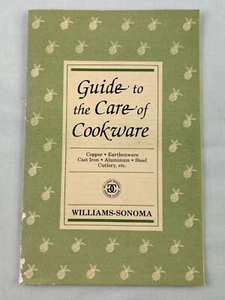 Guide to
the Care of
Cookware
Copper • Earthenware
Cast Iron • Aluminum • Steel
Cutlery, etc.
WILLIAMS-SONOMA